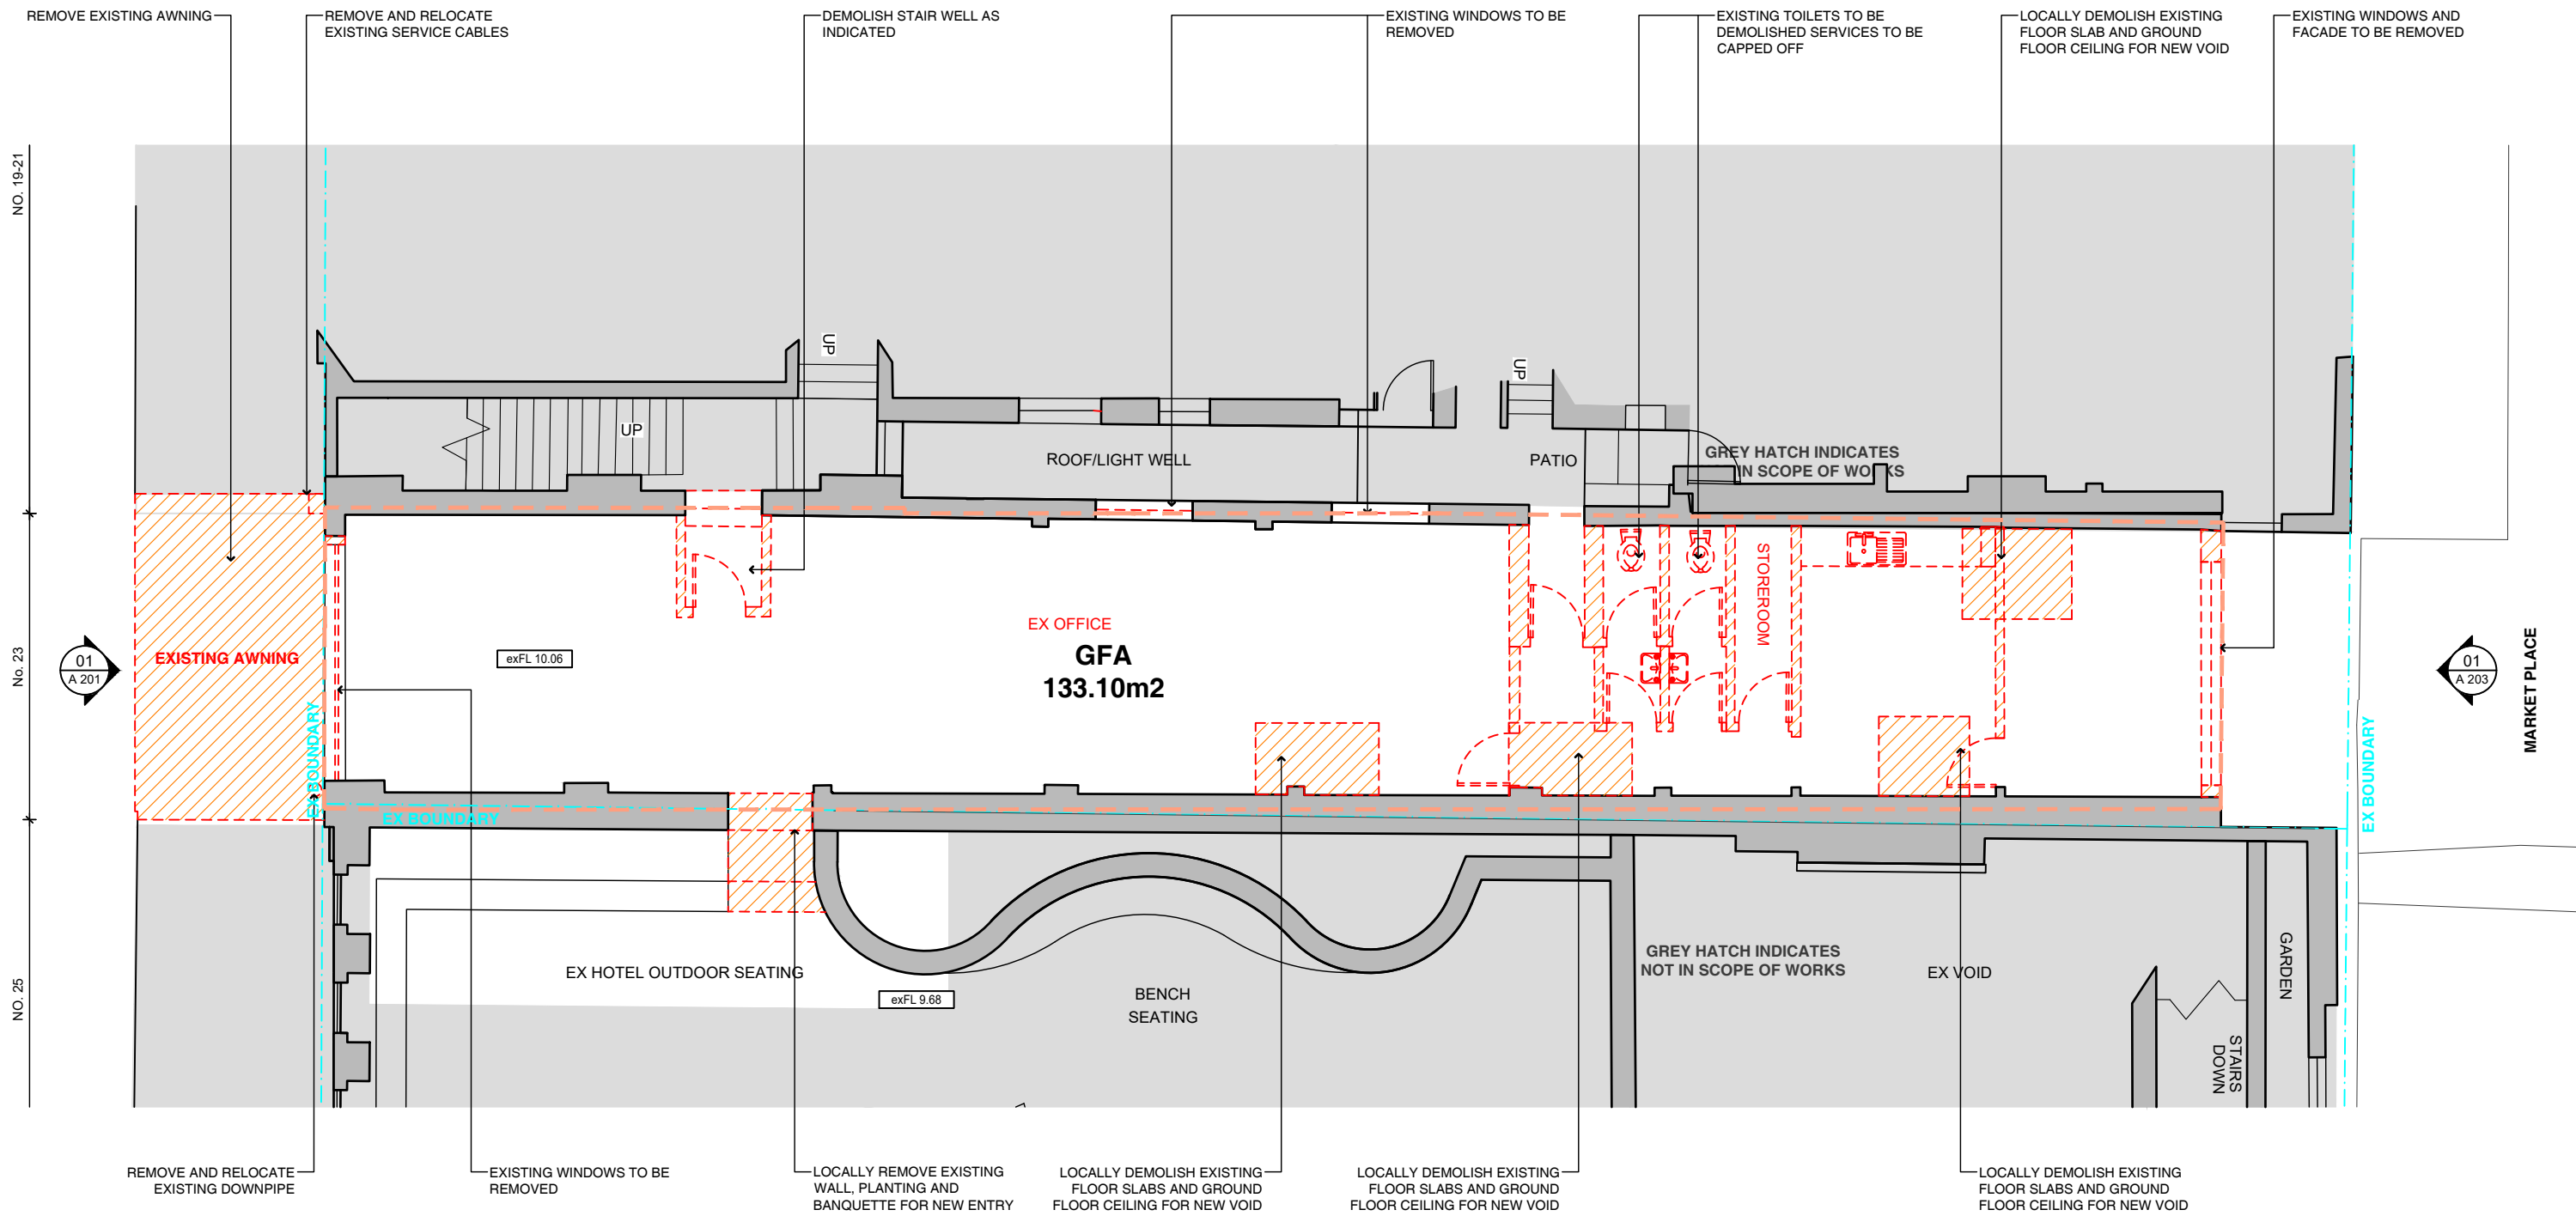 REMOVE EXISTING AWNING
REMOVE AND RELOCATE
EXISTING SERVICE CABLES
DEMOLISH STAIR WELL AS
INDICATED
EXISTING WINDOWS TO BE
REMOVED
EXISTING TOILETS TO BE
DEMOLISHED SERVICES TO BE
CAPPED OFF
LOCALLY DEMOLISH EXISTING
FLOOR SLAB AND GROUND
FLOOR CEILING FOR NEW VOID
EXISTING WINDOWS AND
FACADE TO BE REMOVED
NO. 19-21
UP
UP
UP
ROOF/LIGHT WELL
PATIO
GREY HATCH INDICATES
IN SCOPE OF WORKS
STOREROOM
EX OFFICE
GFA
133.10m2
exFL 10.06
EXISTING AWNING
01
A 201
No. 23
01
A 203
MARKET PLACE
EX BOUNDARY
EX BOUNDARY
EX BOUNDARY
EX HOTEL OUTDOOR SEATING
exFL 9.68
BENCH
SEATING
GREY HATCH INDICATES
NOT IN SCOPE OF WORKS
EX VOID
GARDEN
STAIRS
DOWN
NO. 25
REMOVE AND RELOCATE
EXISTING DOWNPIPE
EXISTING WINDOWS TO BE
REMOVED
LOCALLY REMOVE EXISTING
WALL, PLANTING AND
BANQUETTE FOR NEW ENTRY
LOCALLY DEMOLISH EXISTING
FLOOR SLABS AND GROUND
FLOOR CEILING FOR NEW VOID
LOCALLY DEMOLISH EXISTING
FLOOR SLABS AND GROUND
FLOOR CEILING FOR NEW VOID
LOCALLY DEMOLISH EXISTING
FLOOR SLABS AND GROUND
FLOOR CEILING FOR NEW VOID